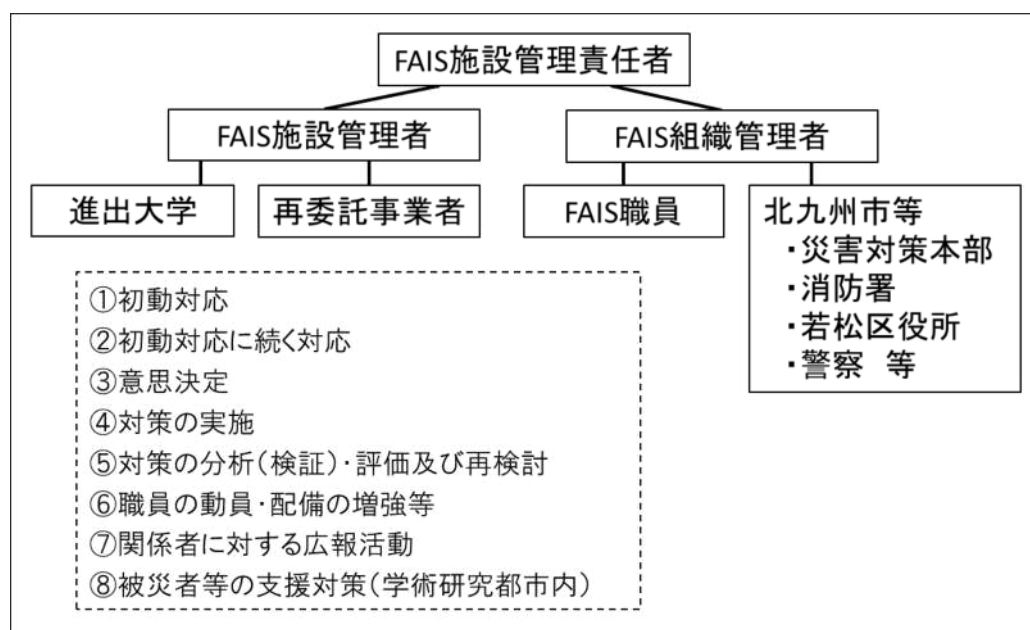 FAIS施設管理責任者
FAIS施設管理者
FAIS組織管理者
進出大学
再委託事業者
FAIS職員
北九州市等
・災害対策本部
・消防署
・若松区役所
・警察　等
①初動対応
②初動対応に続く対応
③意思決定
④対策の実施
⑤対策の分析(検証)・評価及び再検討
⑥職員の動員・配備の増強等
⑦関係者に対する広報活動
⑧被災者等の支援対策(学術研究都市内)